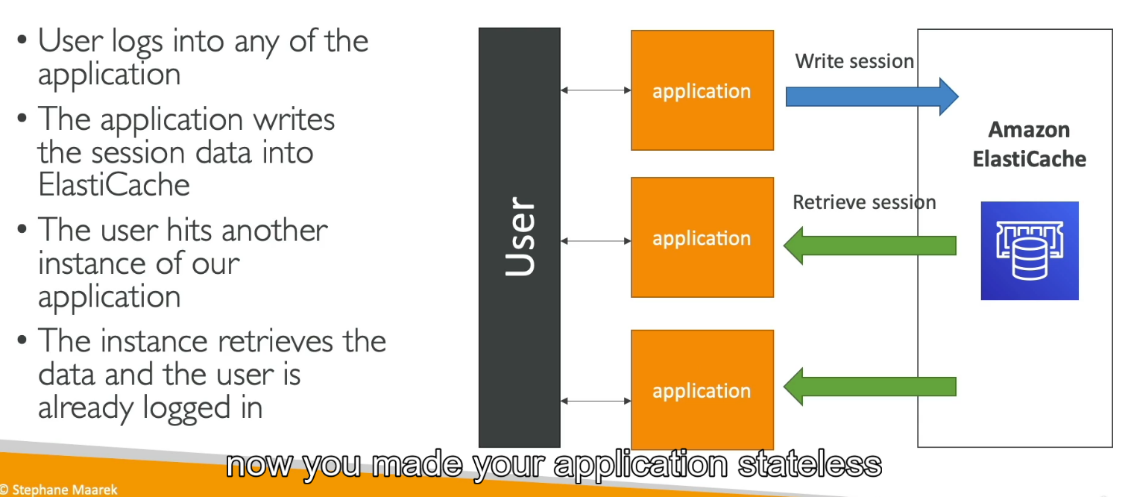 • User logs into any of the
application
• The application writes
the session data into
ElastiCache
• The user hits another
instance of our
application
• The instance retrieves the
data and the user is
already logged in
User
application
application
application
Write session
Retrieve session
Amazon
ElastiCache
now you made your application stateless
© Stephane Maarek